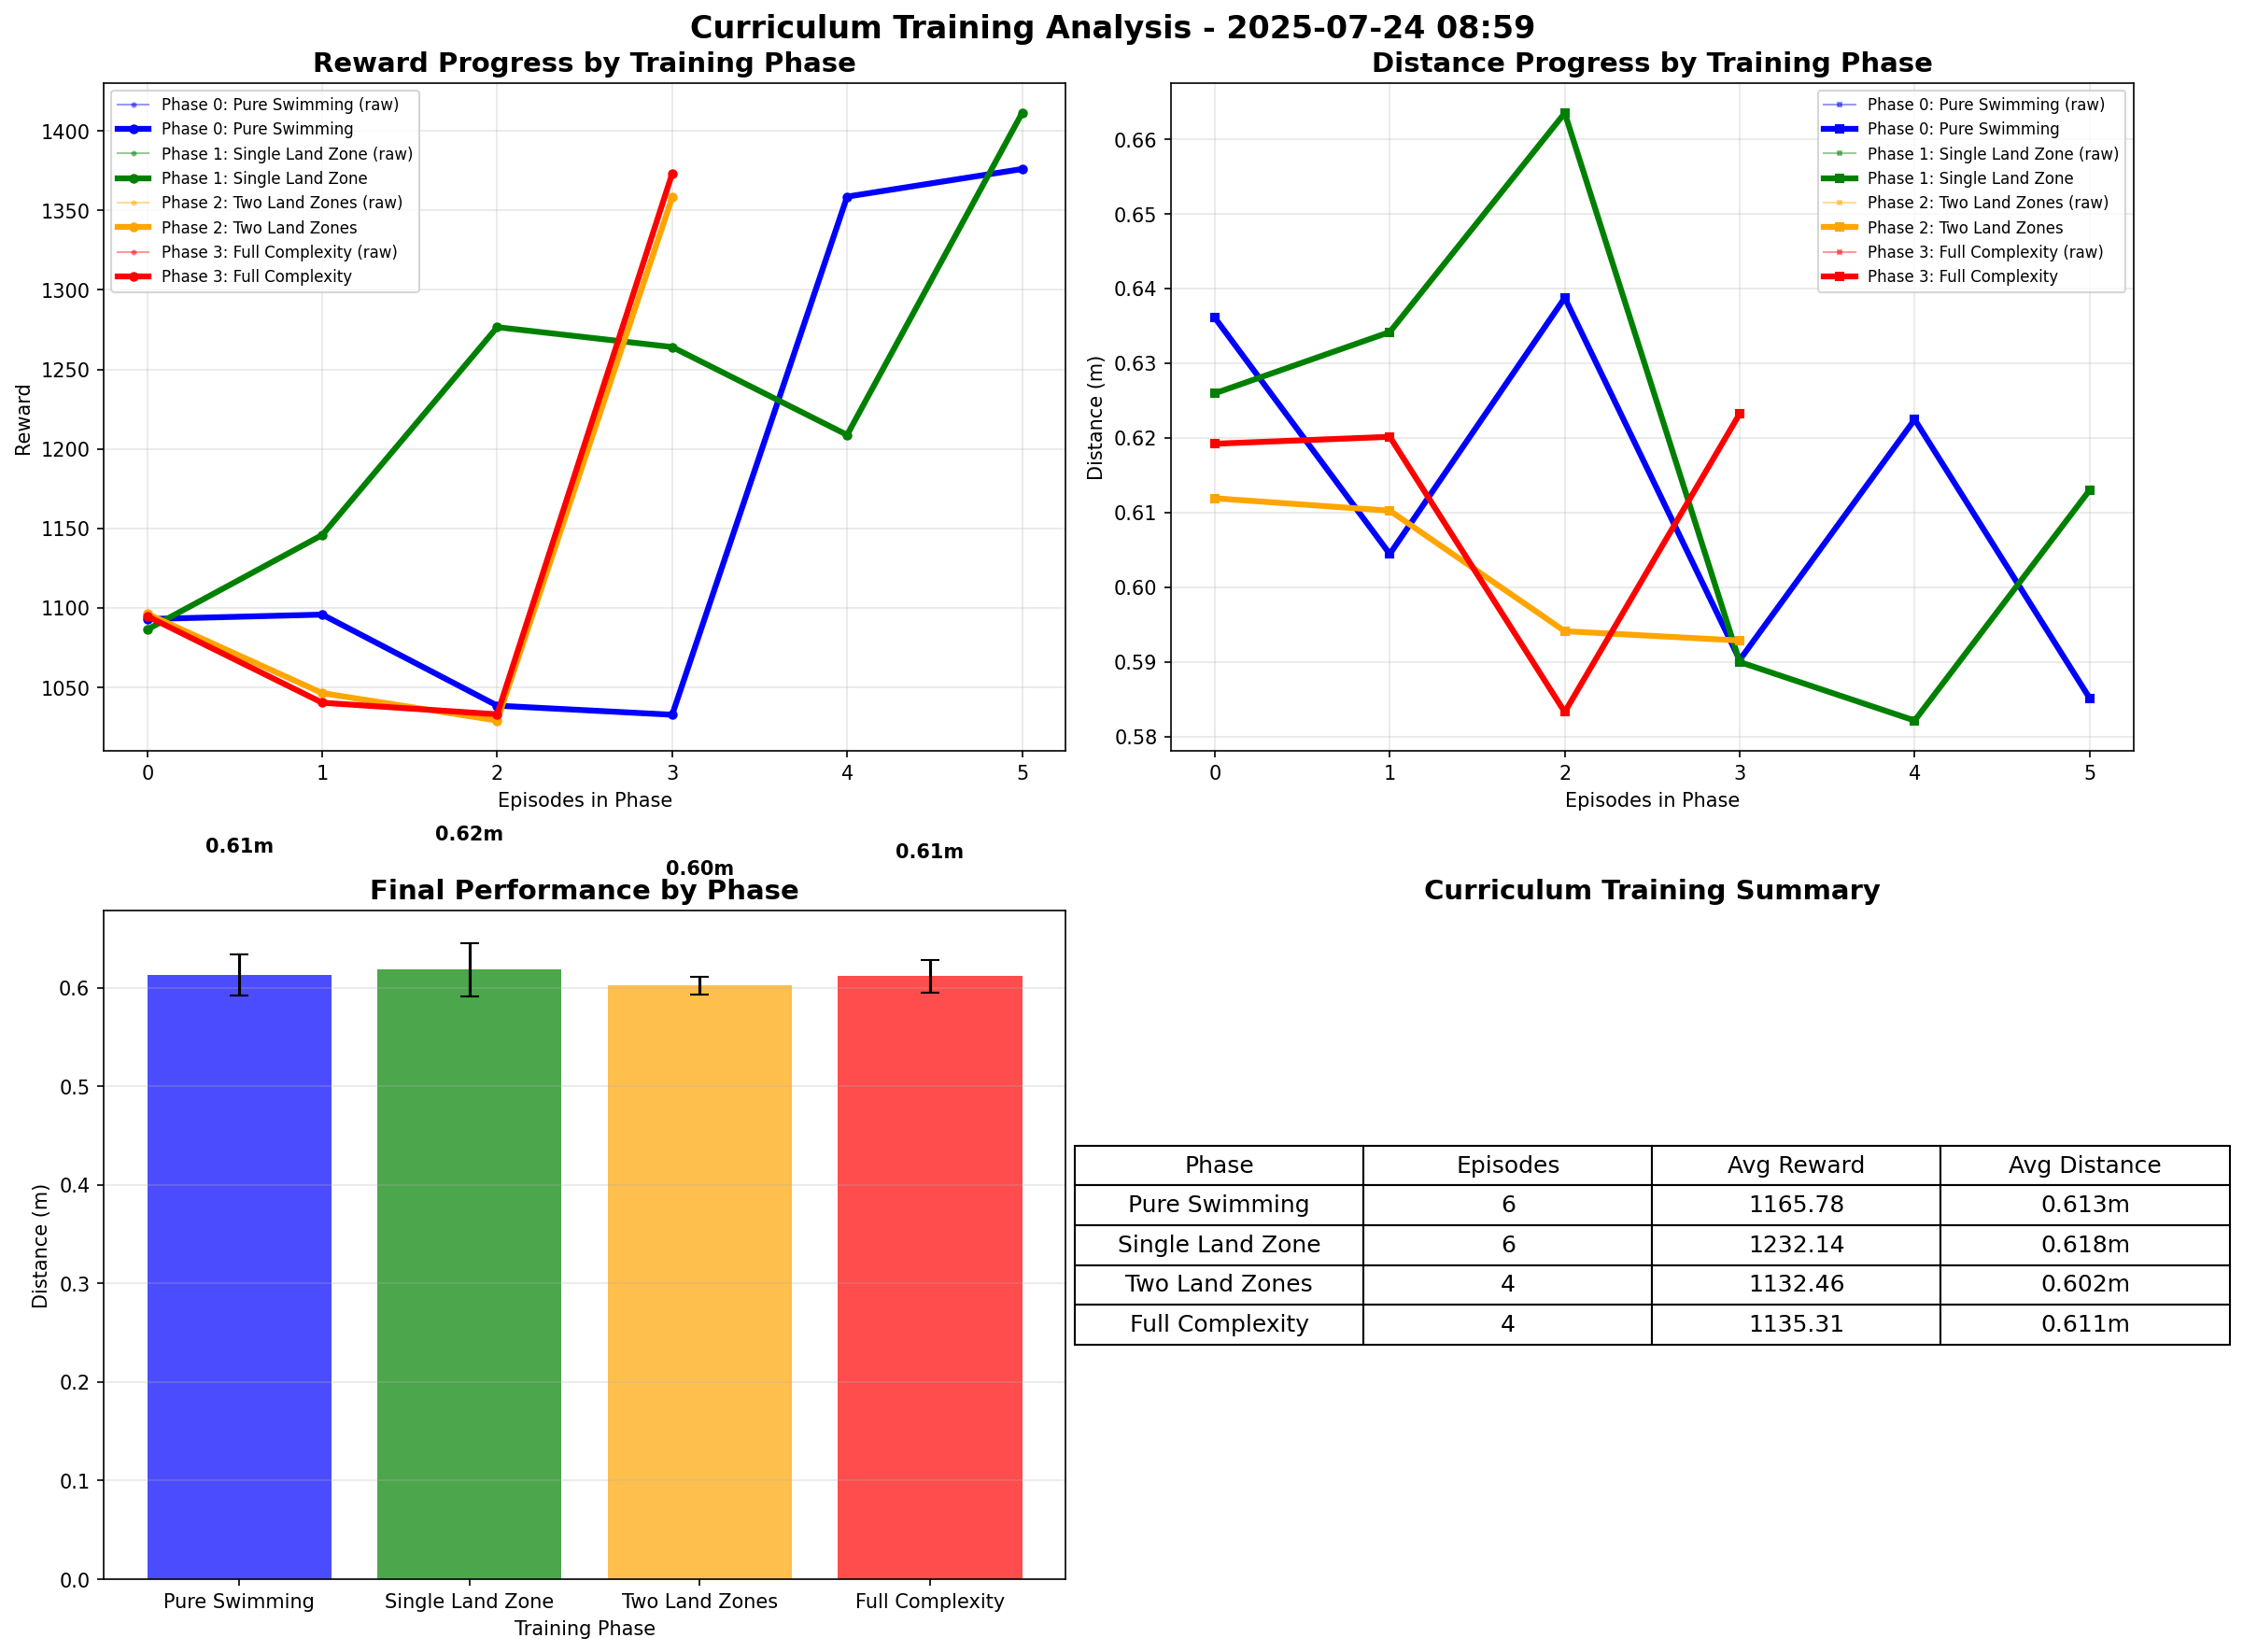 Curriculum Training Analysis - 2025-07-24 08:59
Reward Progress by Training Phase
Phase 0: Pure Swimming (raw)
Phase 0: Pure Swimming
Phase 1: Single Land Zone (raw)
Phase 1: Single Land Zone
Phase 2: Two Land Zones (raw)
Phase 2: Two Land Zones
Phase 3: Full Complexity (raw)
Phase 3: Full Complexity
1400
1350
1300
1250
1200
1150
1100
1050
Reward
0 1 2 3 4 5
Episodes in Phase
Distance Progress by Training Phase
Phase 0: Pure Swimming (raw)
Phase 0: Pure Swimming
Phase 1: Single Land Zone (raw)
Phase 1: Single Land Zone
Phase 2: Two Land Zones (raw)
Phase 2: Two Land Zones
Phase 3: Full Complexity (raw)
Phase 3: Full Complexity
0.66
0.65
0.64
0.63
0.62
0.61
0.60
0.59
0.58
Distance (m)
0 1 2 3 4 5
Episodes in Phase
0.61m 0.62m 0.60m 0.61m
Final Performance by Phase
0.6
0.5
0.4
0.3
0.2
0.1
0.0
Distance (m)
Pure Swimming Single Land Zone Two Land Zones Full Complexity
Training Phase
Curriculum Training Summary
Phase Episodes Avg Reward Avg Distance
Pure Swimming 6 1165.78 0.613m
Single Land Zone 6 1232.14 0.618m
Two Land Zones 4 1132.46 0.602m
Full Complexity 4 1135.31 0.611m